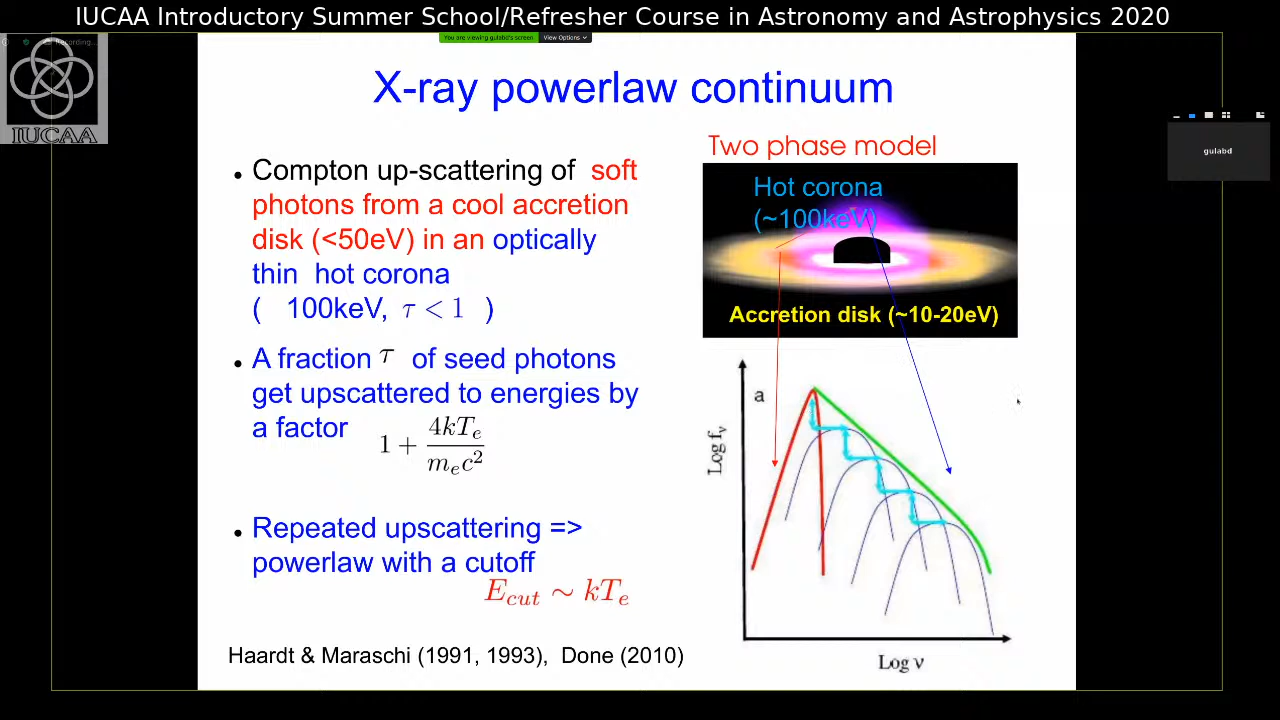 IUCAA Introductory Summer School/Refresher Course in Astronomy and Astrophysics 2020
You are viewing gulabd's screen
View Options
Recording...
IUCAA
X-ray powerlaw continuum
• Compton up-scattering of soft
photons from a cool accretion
disk (<50eV) in an optically
thin hot corona
( 100keV, τ < 1 )
• A fraction τ of seed photons
get upscattered to energies by
a factor 1 + 4kT_e / m_ec^2
• Repeated upscattering =>
powerlaw with a cutoff
E_cut ∼ kT_e
Haardt & Maraschi (1991, 1993), Done (2010)
Two phase model
Hot corona
(~100keV)
Accretion disk (~10-20eV)
a
Log f_ν
Log ν
gulabd